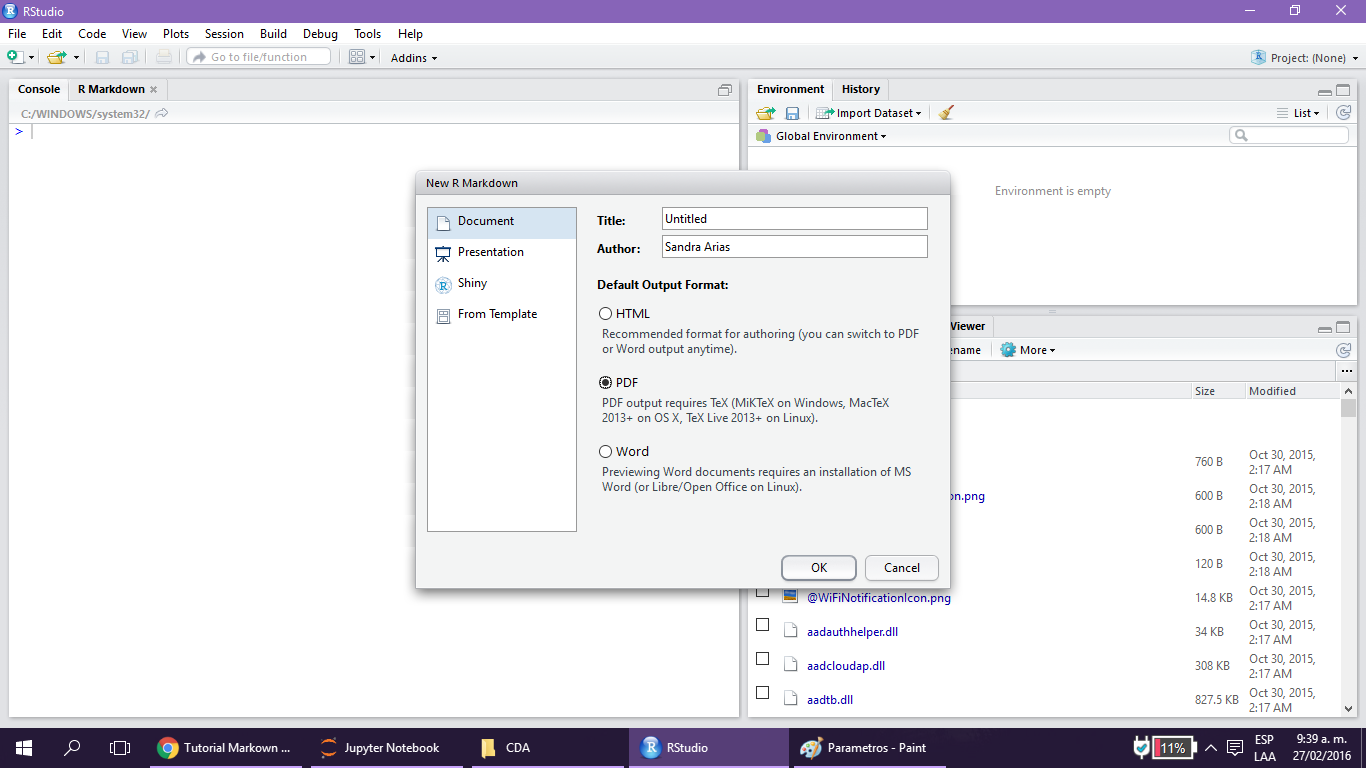 RStudio
File Edit Code View Plots Session Build Debug Tools Help
Go to file/function Addins Project: (None)
Console R Markdown
C:/WINDOWS/system32/
>
Environment History
Import Dataset List
Global Environment
Environment is empty
New R Markdown
Document
Presentation
Shiny
From Template
Title: Untitled
Author: Sandra Arias
Default Output Format:
HTML
Recommended format for authoring (you can switch to PDF
or Word output anytime).
PDF
PDF output requires TeX (MiKTeX on Windows, MacTeX
2013+ on OS X, TeX Live 2013+ on Linux).
Word
Previewing Word documents requires an installation of MS
Word (or Libre/Open Office on Linux).
OK Cancel
Viewer
ename More
...
Size Modified
760 B Oct 30, 2015,
2:17 AM
on.png 600 B Oct 30, 2015,
2:18 AM
600 B Oct 30, 2015,
2:18 AM
120 B Oct 30, 2015,
2:18 AM
@WiFiNotificationIcon.png 14.8 KB Oct 30, 2015,
2:17 AM
aadauthhelper.dll 34 KB Oct 30, 2015,
2:17 AM
aadcloudap.dll 308 KB Oct 30, 2015,
2:17 AM
aadtb.dll 827.5 KB Oct 30, 2015,
2:17 AM
Tutorial Markown ... Jupyter Notebook CDA RStudio Parametros - Paint 11% ESP 9:39 a. m.
LAA 27/02/2016